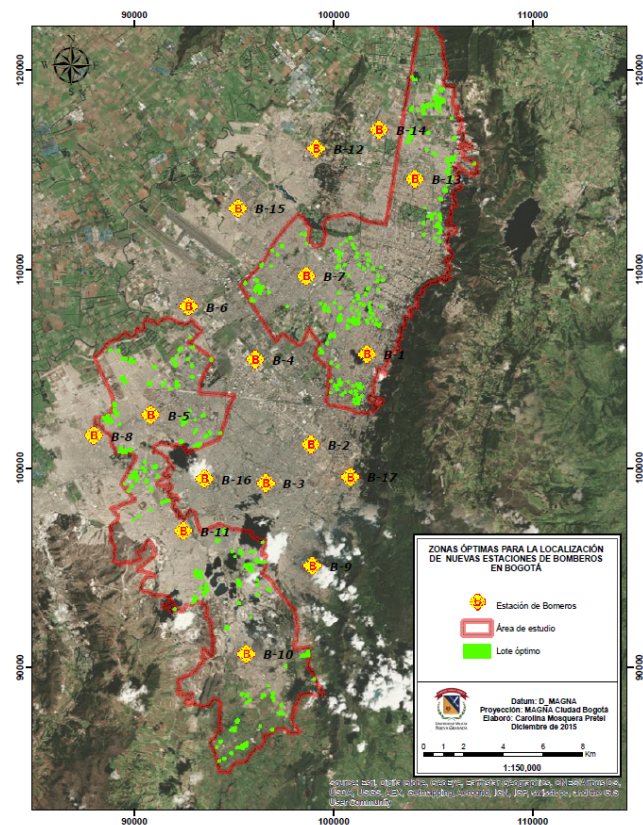 90000 100000 110000
120000 120000
B-14
B-12
B-13
B-15
110000 110000
B-7
B-6
B-1
B-4
B-5
B-8
B-2
100000 100000
B-17
B-16
B-3
B-11
B-9
B-10
90000 90000
ZONAS ÓPTIMAS PARA LA LOCALIZACIÓN
DE NUEVAS ESTACIONES DE BOMBEROS
EN BOGOTÁ
B Estación de Bomeros
Área de estudio
Lote óptimo
Datum: D_MAGNA
Proyección: MAGNA Ciudad Bogotá
Elaboró: Carolina Mosquera Pretel
Diciembre de 2015
0 1 2 4 6 8
Km
1:150,000
User Community
90000 100000 110000